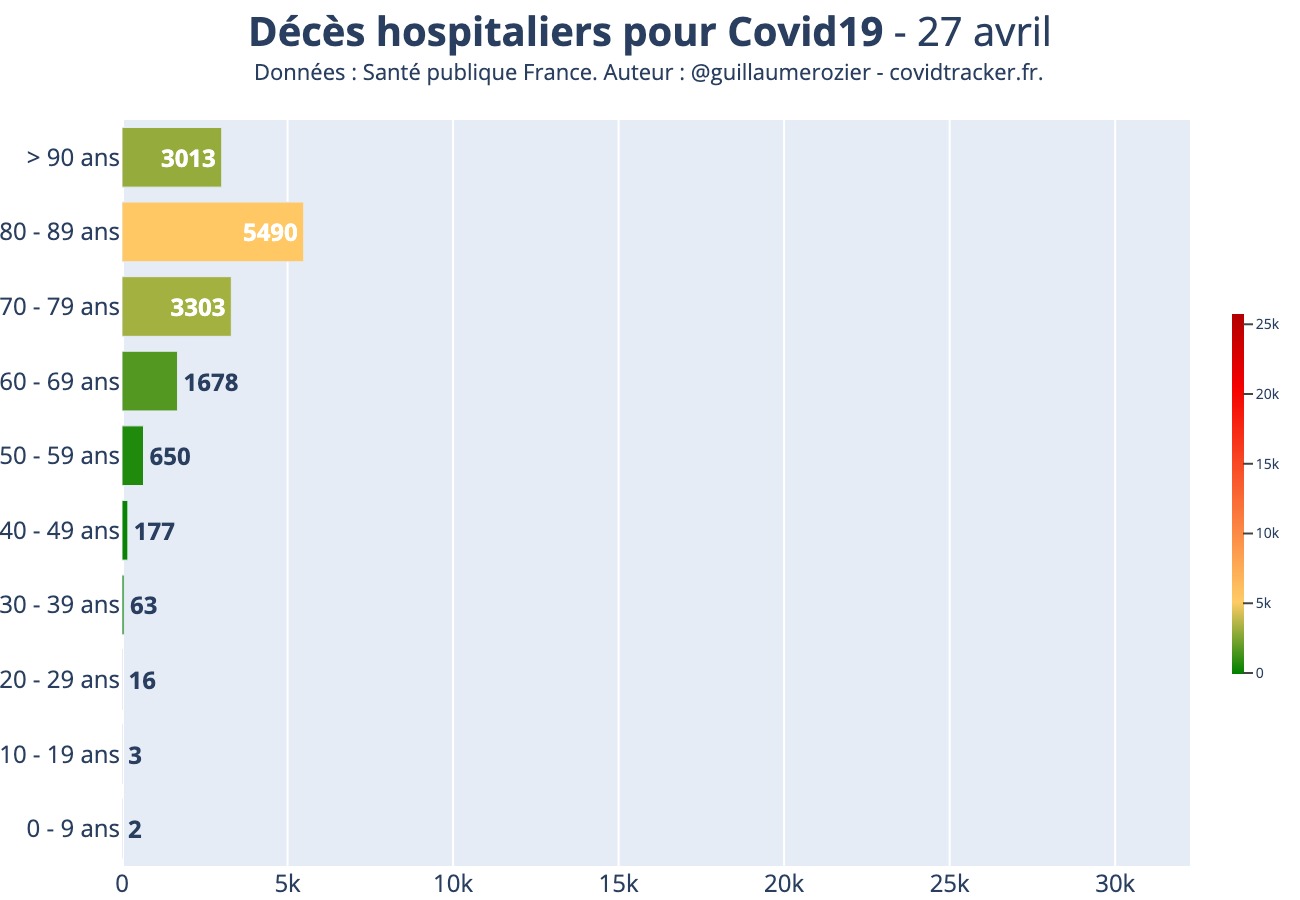 Décès hospitaliers pour Covid19 - 27 avril
Données : Santé publique France. Auteur : @guillaumerozier - covidtracker.fr.
> 90 ans 3013
80 - 89 ans 5490
70 - 79 ans 3303
60 - 69 ans 1678
50 - 59 ans 650
40 - 49 ans 177
30 - 39 ans 63
20 - 29 ans 16
10 - 19 ans 3
0 - 9 ans 2
0 5k 10k 15k 20k 25k 30k
25k
20k
15k
10k
5k
0